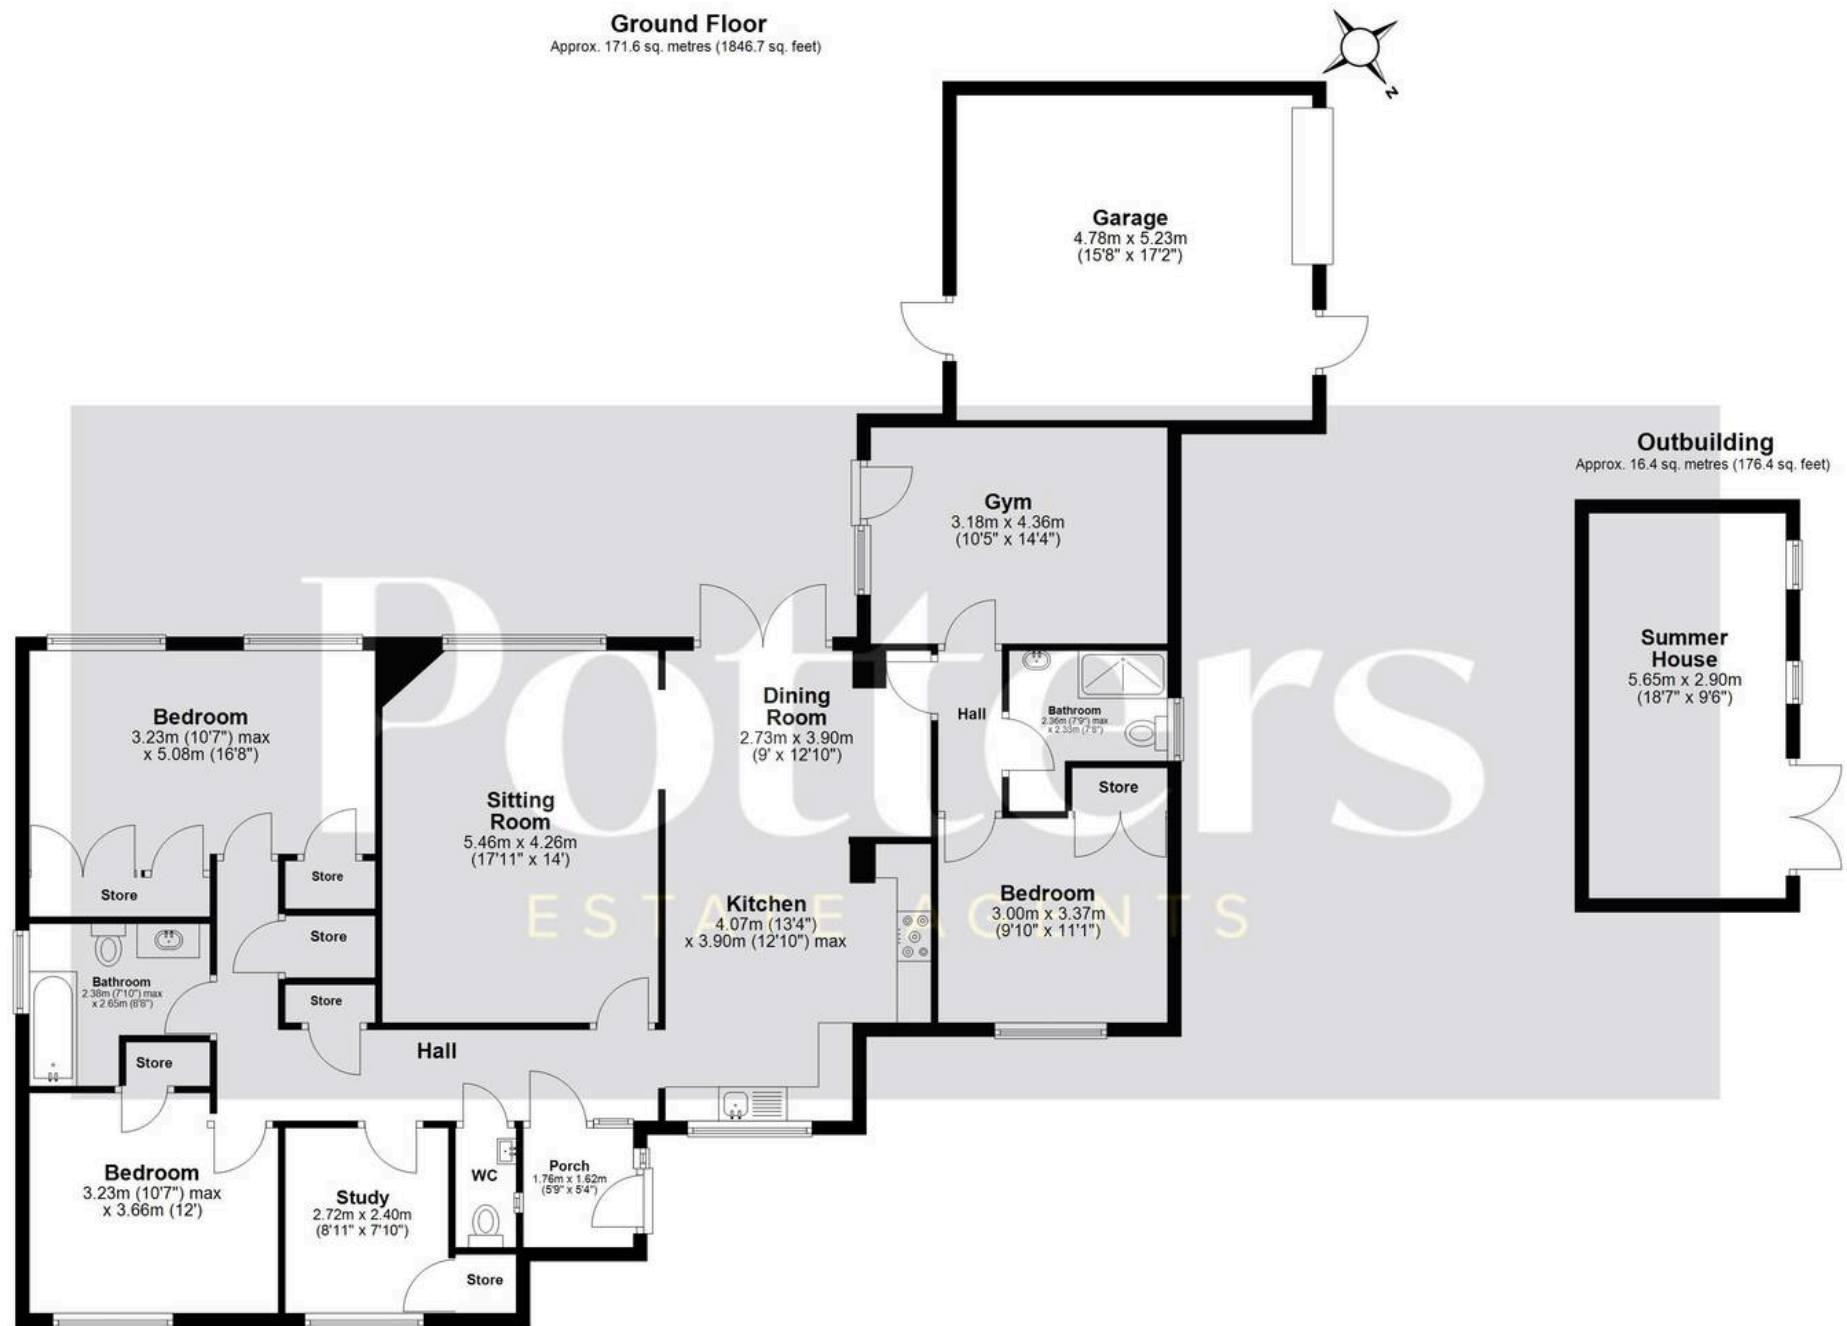 Ground Floor
Approx. 171.6 sq. metres (1846.7 sq. feet)
N
Garage
4.78m x 5.23m
(15'8" x 17'2")
Outbuilding
Approx. 16.4 sq. metres (176.4 sq. feet)
Gym
3.18m x 4.36m
(10'5" x 14'4")
Summer
House
5.65m x 2.90m
(18'7" x 9'6")
Potters
ESTATE AGENTS
Bedroom
3.23m (10'7") max
x 5.08m (16'8")
Dining
Room
2.73m x 3.90m
(9' x 12'10")
Hall
Bathroom
2.36m (7'9") max
x 2.33m (7'8")
Store
Sitting
Room
5.46m x 4.26m
(17'11" x 14')
Store
Store
Kitchen
4.07m (13'4")
x 3.90m (12'10") max
Bedroom
3.00m x 3.37m
(9'10" x 11'1")
Store
Bathroom
2.38m (7'10") max
x 2.65m (8'8")
Store
Store
Hall
Bedroom
3.23m (10'7") max
x 3.66m (12')
Study
2.72m x 2.40m
(8'11" x 7'10")
WC
Porch
1.76m x 1.62m
(5'9" x 5'4")
Store